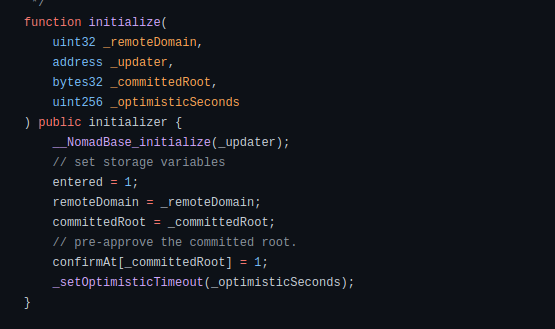 */
function initialize(
    uint32 _remoteDomain,
    address _updater,
    bytes32 _committedRoot,
    uint256 _optimisticSeconds
) public initializer {
    __NomadBase_initialize(_updater);
    // set storage variables
    entered = 1;
    remoteDomain = _remoteDomain;
    committedRoot = _committedRoot;
    // pre-approve the committed root.
    confirmAt[_committedRoot] = 1;
    _setOptimisticTimeout(_optimisticSeconds);
}